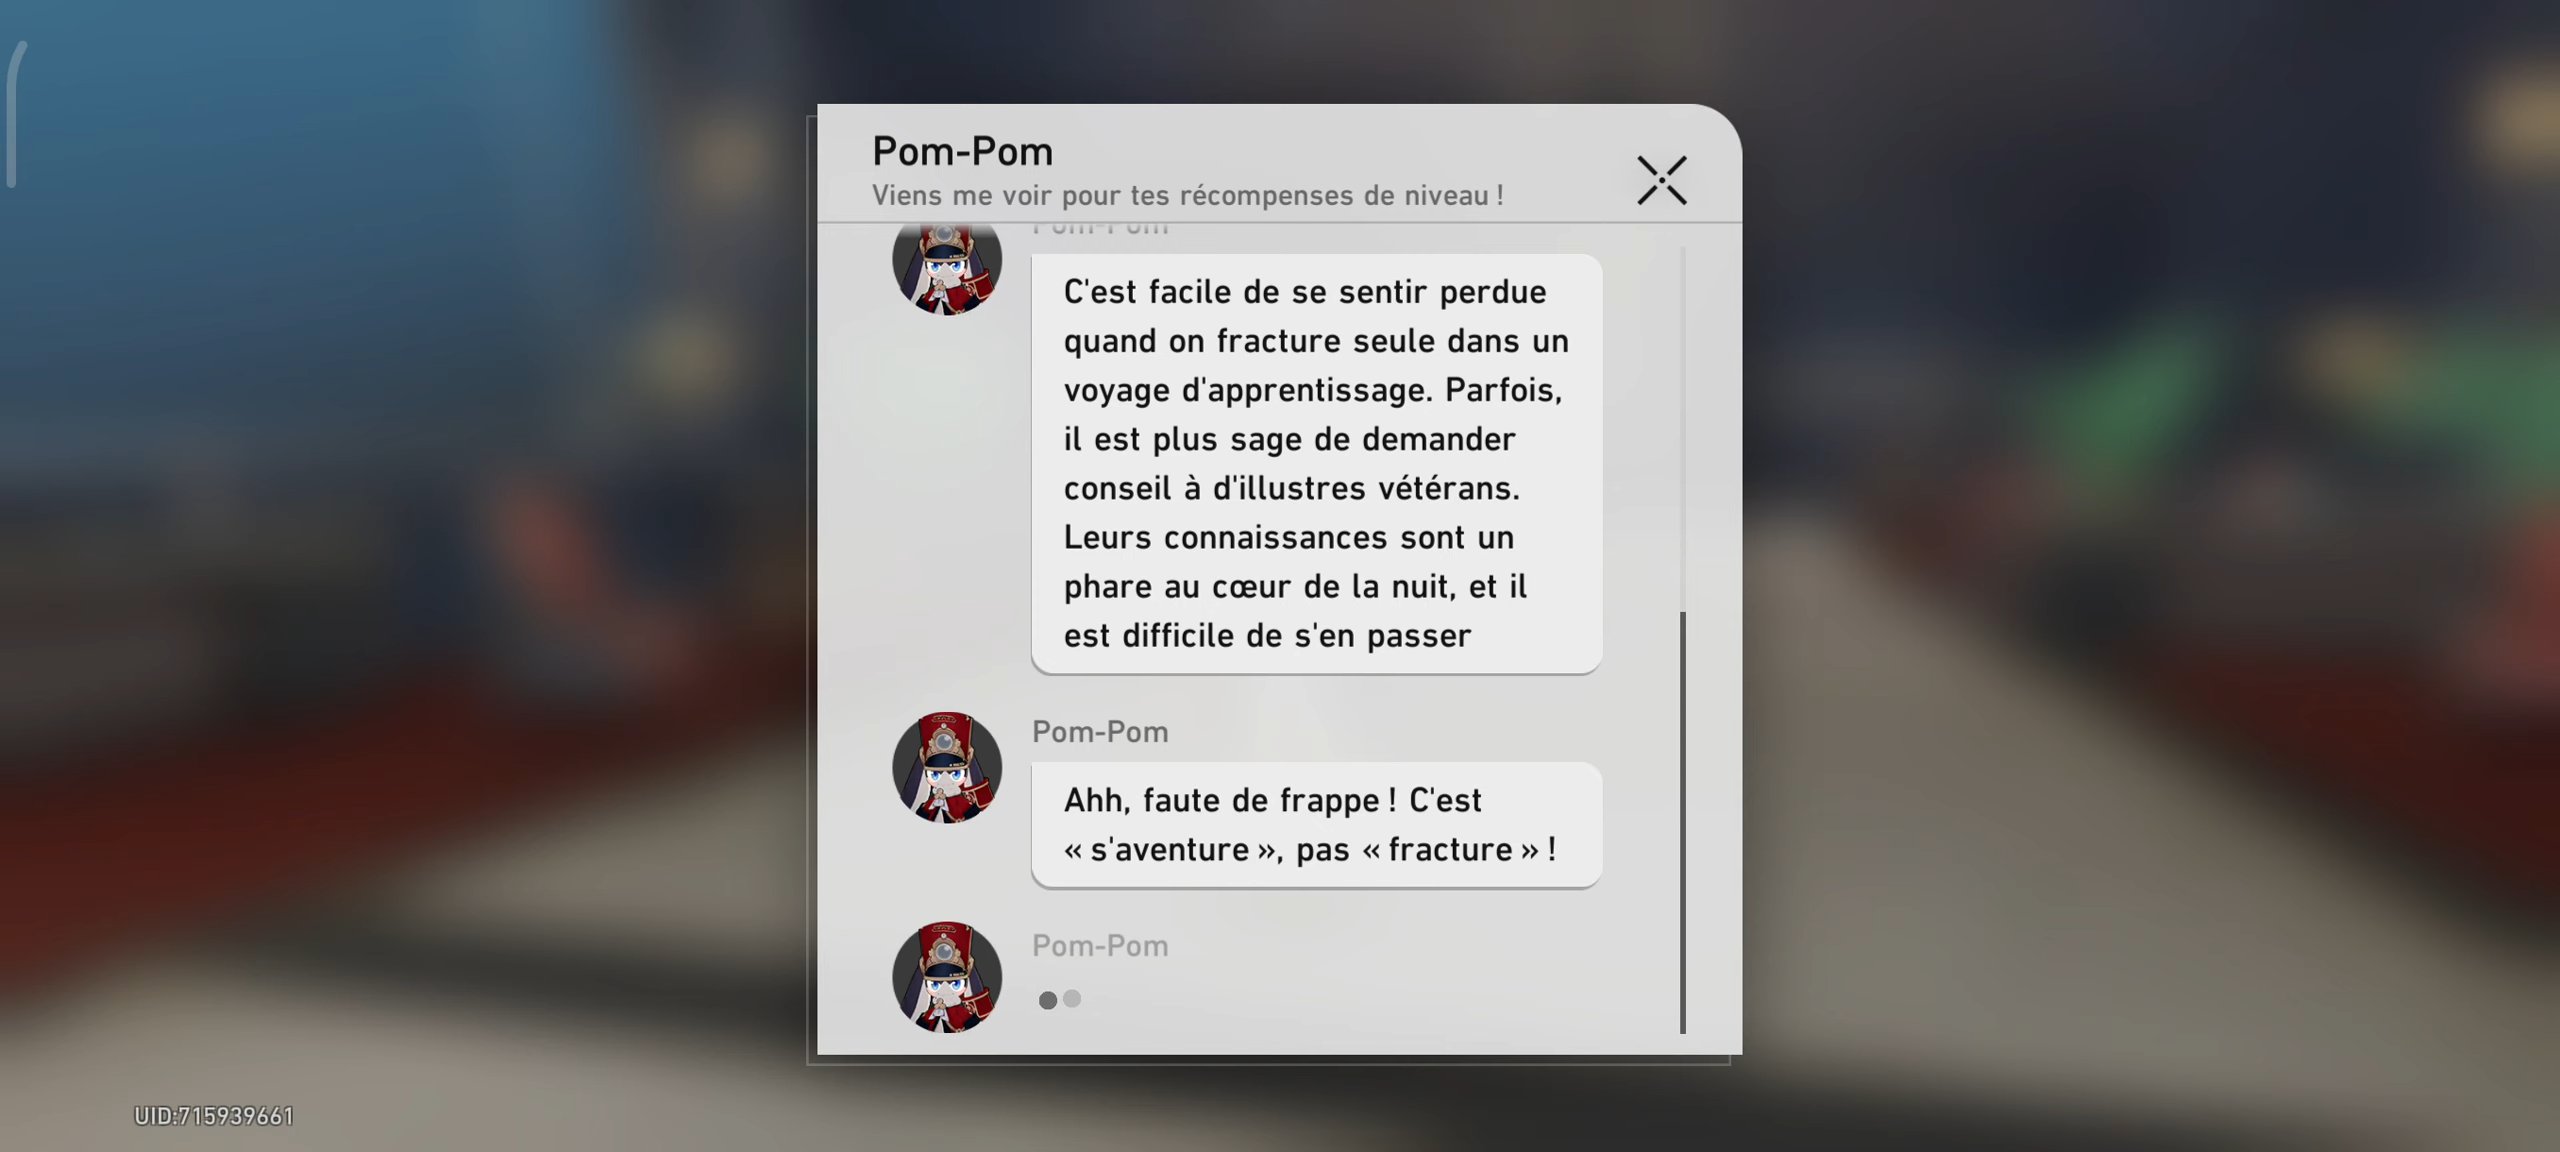 Pom-Pom
Viens me voir pour tes récompenses de niveau !
Pom-Pom
C'est facile de se sentir perdue
quand on fracture seule dans un
voyage d'apprentissage. Parfois,
il est plus sage de demander
conseil à d'illustres vétérans.
Leurs connaissances sont un
phare au cœur de la nuit, et il
est difficile de s'en passer
Pom-Pom
Ahh, faute de frappe ! C'est
« s'aventure », pas « fracture » !
Pom-Pom
UID:715939661